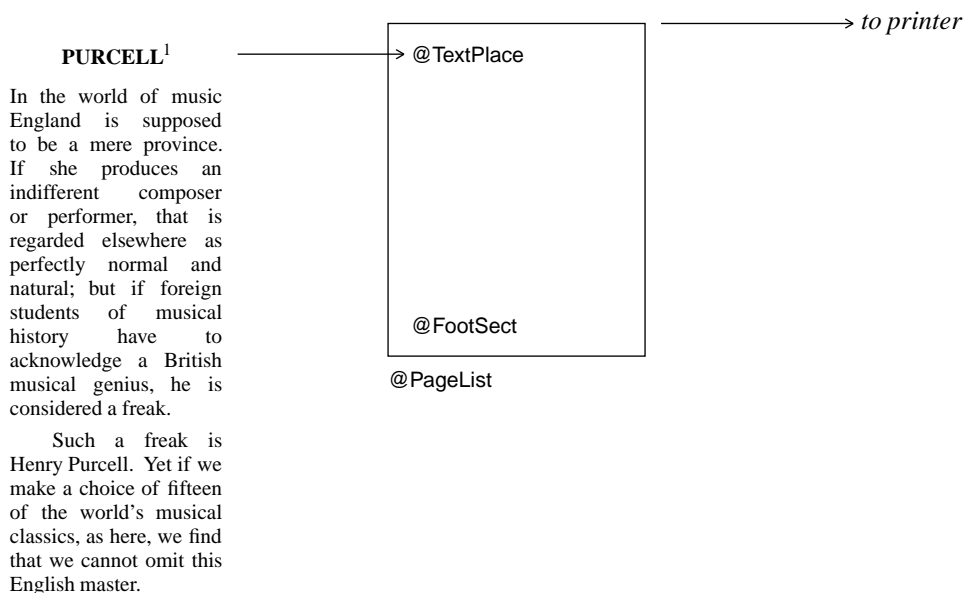 PURCELL1
In the world of music
England is supposed
to be a mere province.
If she produces an
indifferent composer
or performer, that is
regarded elsewhere as
perfectly normal and
natural; but if foreign
students of musical
history have to
acknowledge a British
musical genius, he is
considered a freak.
Such a freak is
Henry Purcell. Yet if we
make a choice of fifteen
of the world's musical
classics, as here, we find
that we cannot omit this
English master.
@TextPlace
@FootSect
@PageList
to printer